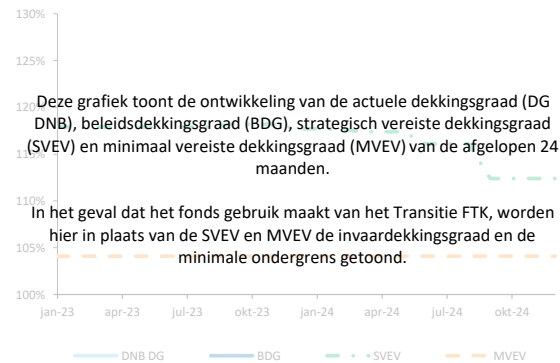 130%
125%
120%
Deze grafiek toont de ontwikkeling van de actuele dekkingsgraad (DG
DNB), beleidsdekkingsgraad (BDG), strategisch vereiste dekkingsgraad
(SVEV) en minimaal vereiste dekkingsgraad (MVEV) van de afgelopen 24
115%
maanden.
110%
In het geval dat het fonds gebruik maakt van het Transitie FTK, worden
hier in plaats van de SVEV en MVEV de invaardekkingsgraad en de
105%
minimale ondergrens getoond.
100%
jan-23 apr-23 jul-23 okt-23 jan-24 apr-24 jul-24 okt-24
DNB DG BDG SVEV MVEV